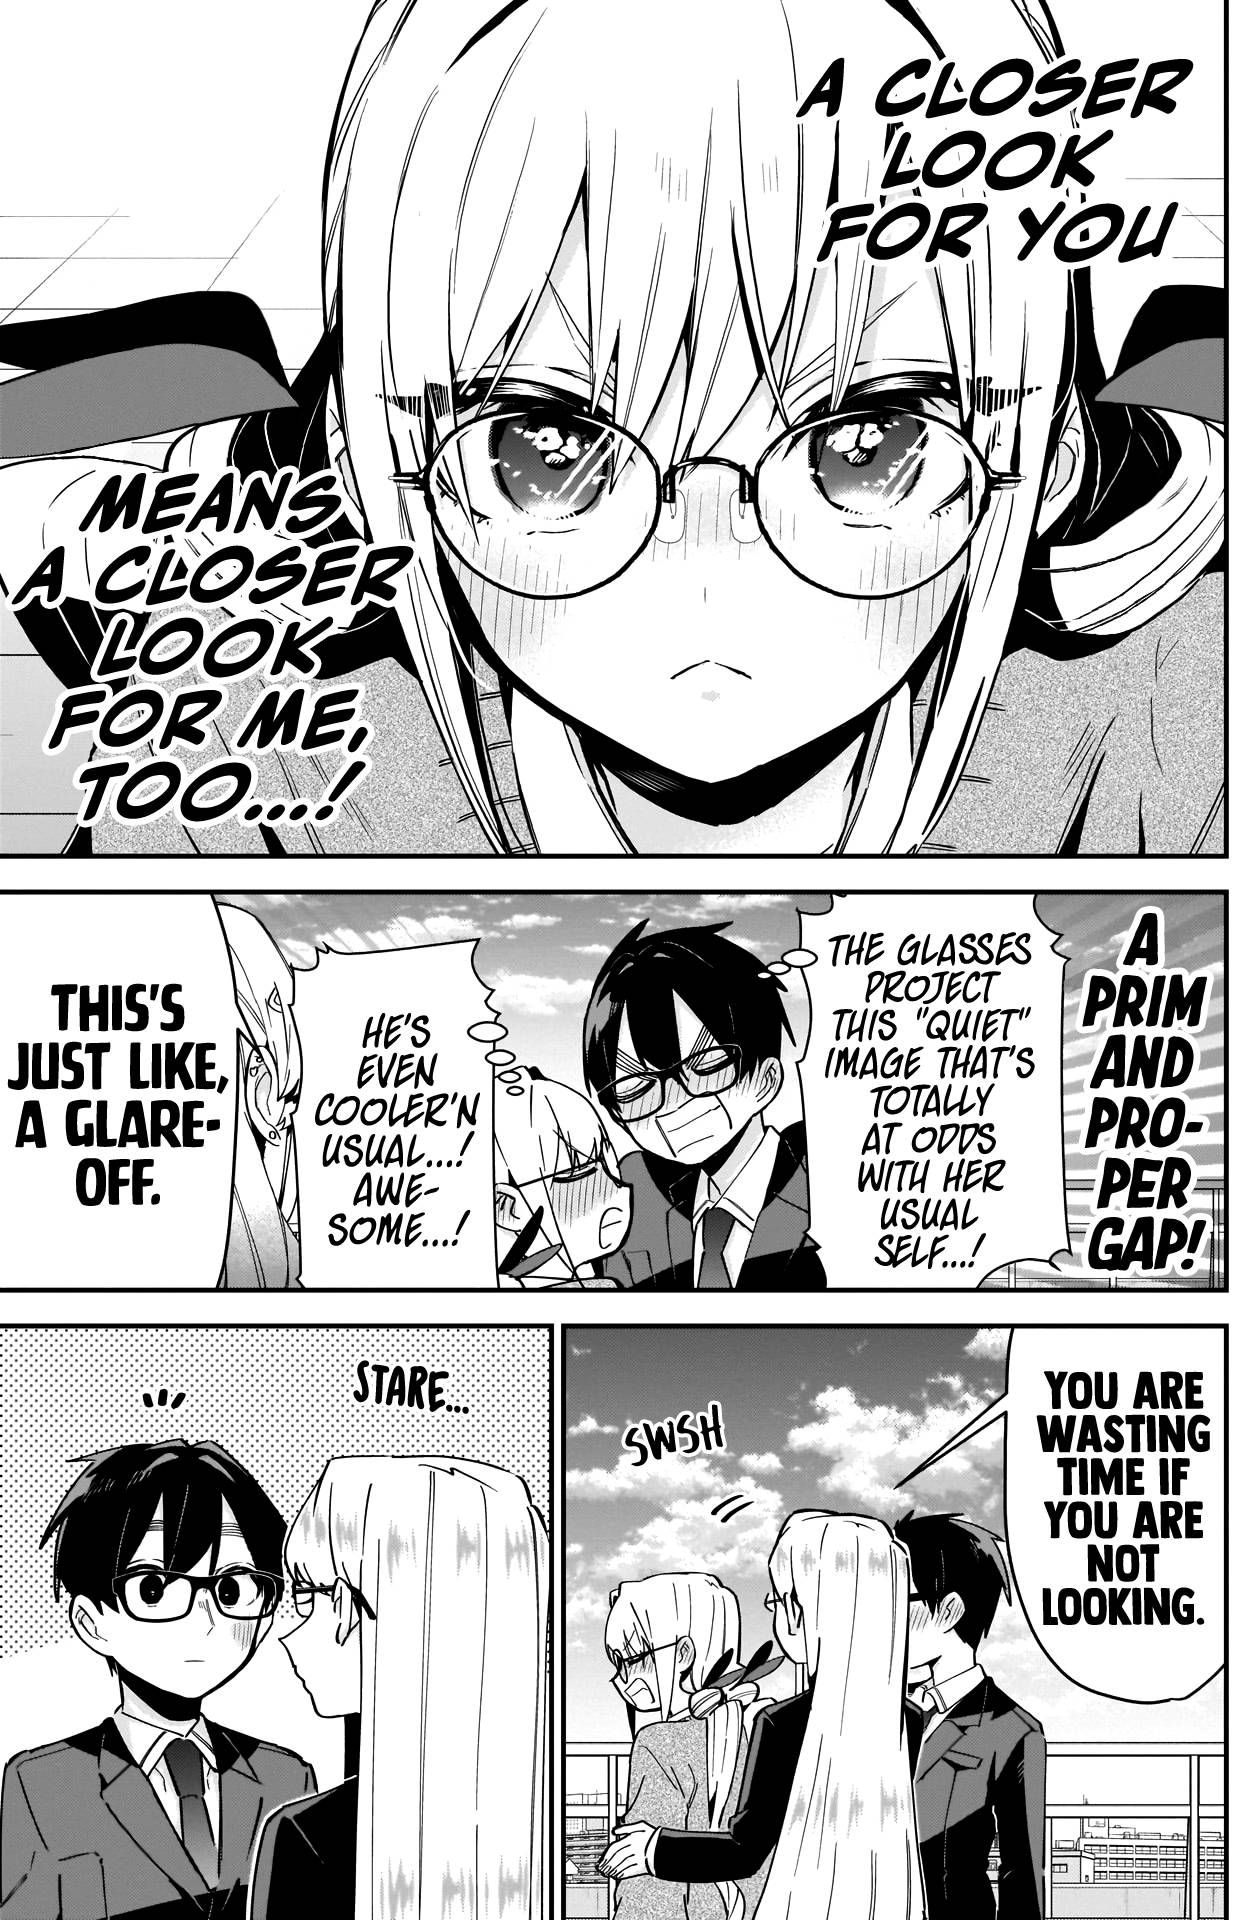 A CLOSER
LOOK
FOR YOU
MEANS
A CLOSER
LOOK
FOR ME,
TOO...!
A
PRIM
AND
PRO-
PER
GAP!
THE GLASSES
PROJECT
THIS "QUIET"
IMAGE THAT'S
TOTALLY
AT ODDS
WITH HER
USUAL
SELF...!
HE'S
EVEN
COOLER'N
USUAL...!
AWE-
SOME...!
THIS'S
JUST LIKE,
A GLARE-
OFF.
YOU ARE
WASTING
TIME IF
YOU ARE
NOT
LOOKING.
SWSH
STARE...